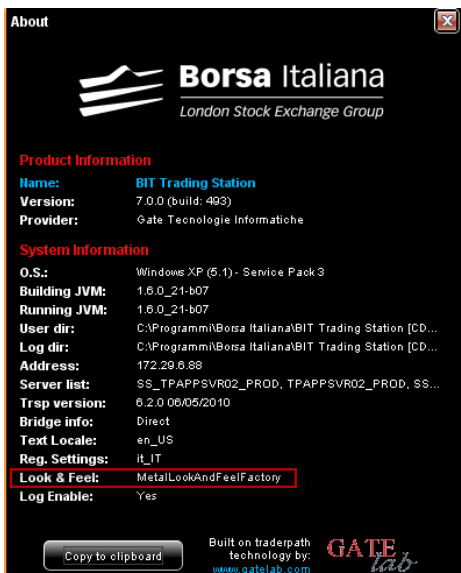 About
Borsa Italiana
London Stock Exchange Group
Product Information
Name: BIT Trading Station
Version: 7.0.0 (build: 493)
Provider: Gate Tecnologie Informatiche
System Information
O.S.: Windows XP (5.1) - Service Pack 3
Building JVM: 1.6.0_21-b07
Running JVM: 1.6.0_21-b07
User dir: C:\Programmi\Borsa Italiana\BIT Trading Station [CD...
Log dir: C:\Programmi\Borsa Italiana\BIT Trading Station [CD...
Address: 172.29.6.88
Server list: SS_TPAPPSVR02_PROD, TPAPPSVR02_PROD, SS...
Trsp version: 6.2.0 06/05/2010
Bridge info: Direct
Text Locale: en_US
Reg. Settings: it_IT
Look & Feel: MetalLookAndFeelFactory
Log Enable: Yes
Copy to clipboard
Built on traderpath
technology by:
www.gatelab.com
GATE
lab